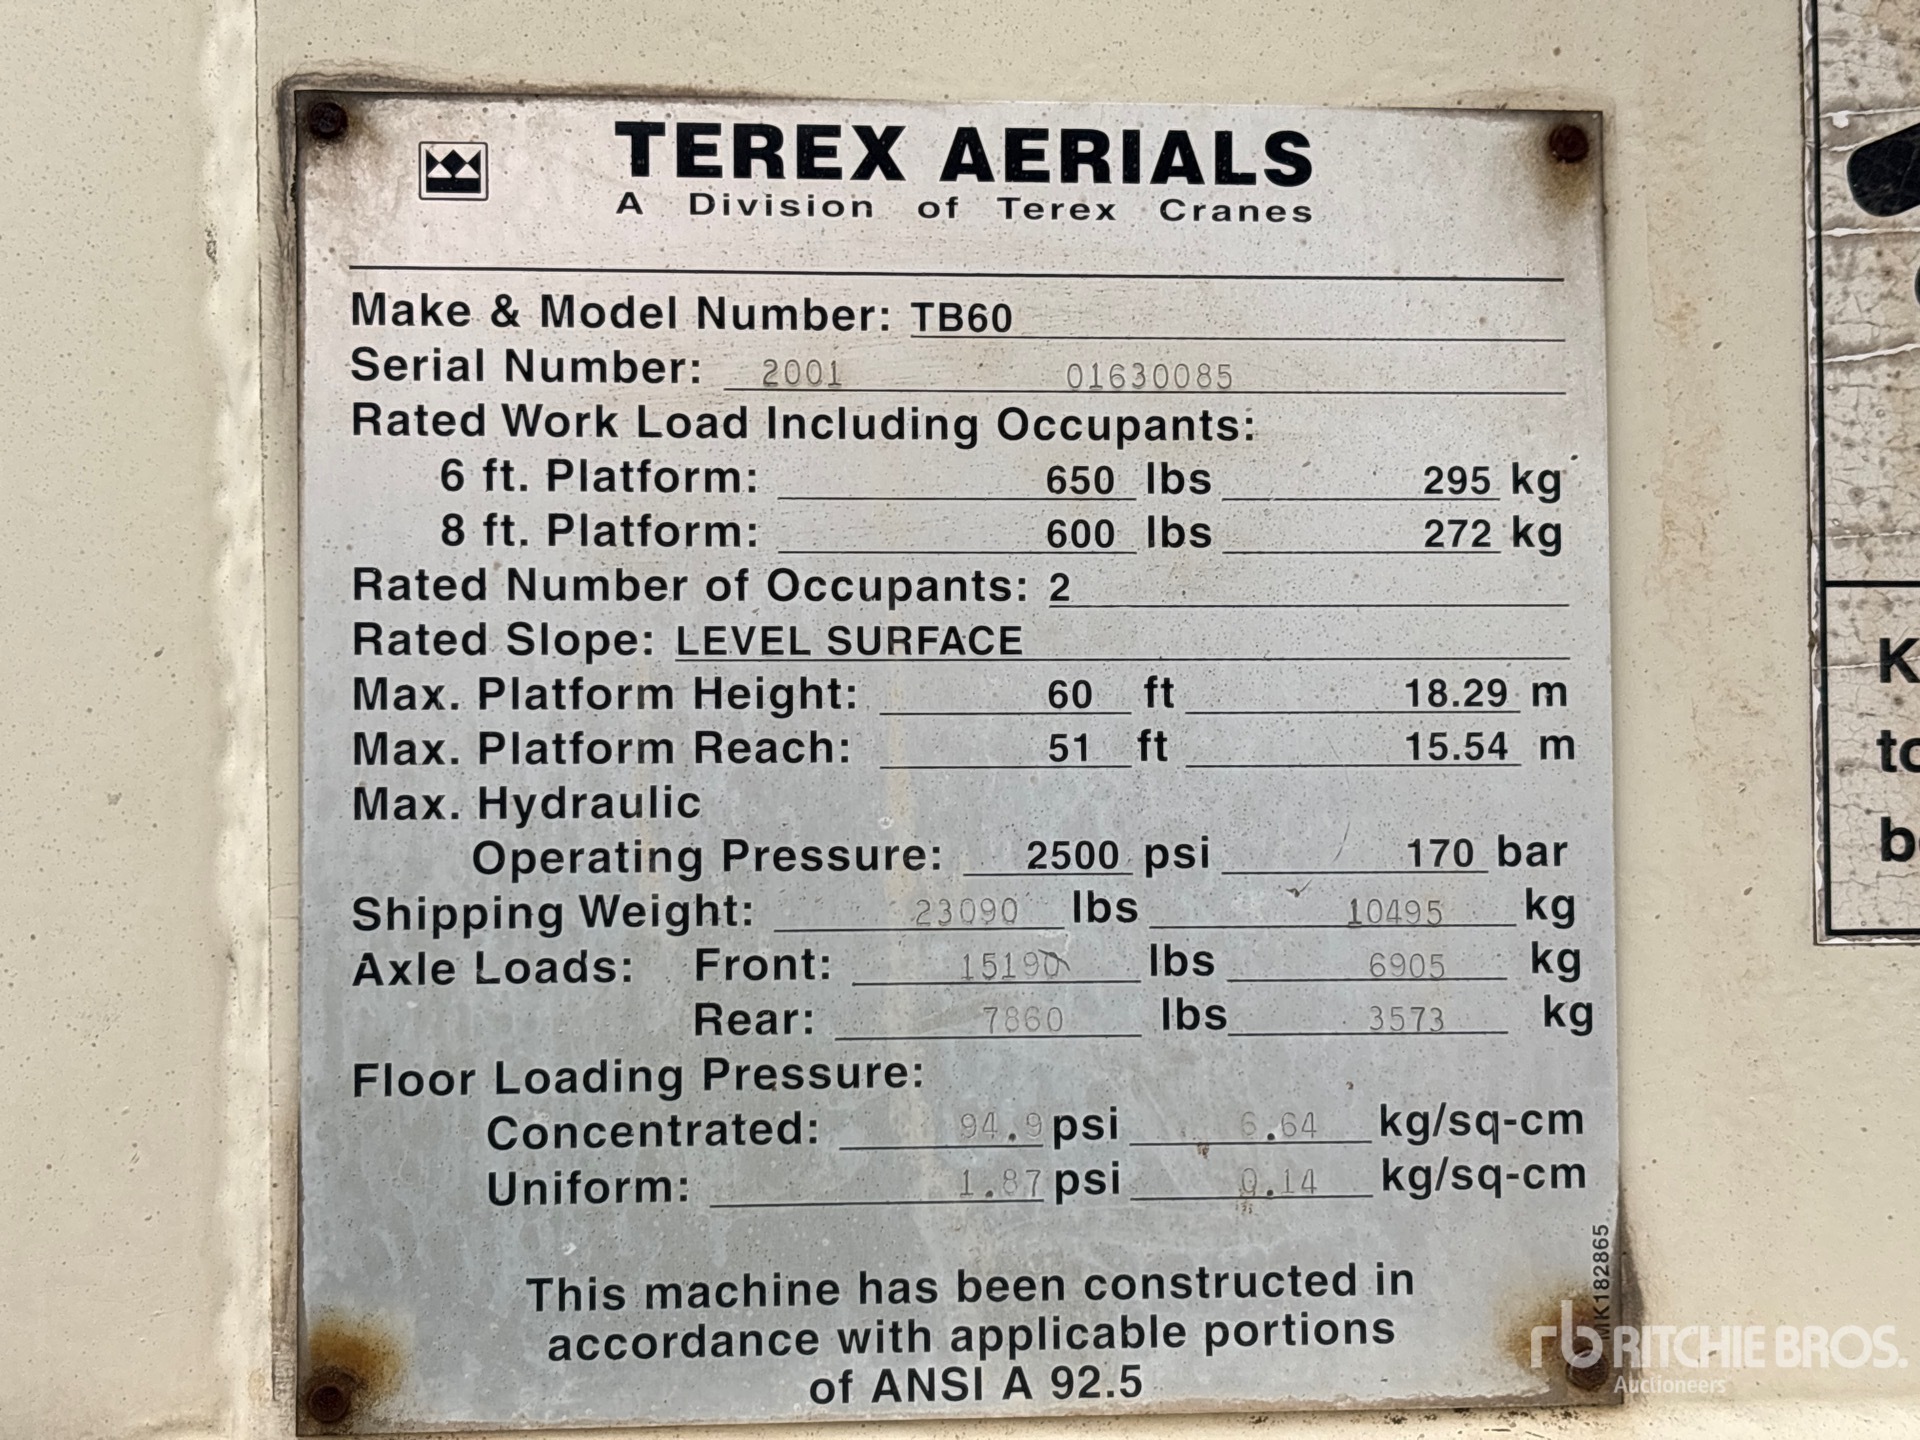 TEREX AERIALS
A Division of Terex Cranes
Make & Model Number: TB60
Serial Number: 2001 01630085
Rated Work Load Including Occupants:
6 ft. Platform: 650 lbs 295 kg
8 ft. Platform: 600 lbs 272 kg
Rated Number of Occupants: 2
Rated Slope: LEVEL SURFACE
Max. Platform Height: 60 ft 18.29 m
Max. Platform Reach: 51 ft 15.54 m
Max. Hydraulic
Operating Pressure: 2500 psi 170 bar
Shipping Weight: 23090 lbs 10495 kg
Axle Loads: Front: 15190 lbs 6905 kg
Rear: 7860 lbs 3573 kg
Floor Loading Pressure:
Concentrated: 94.9 psi 6.64 kg/sq-cm
Uniform: 1.87 psi 0.14 kg/sq-cm
This machine has been constructed in
accordance with applicable portions
of ANSI A 92.5
MK182865
rb RITCHIE BROS.
Auctioneers